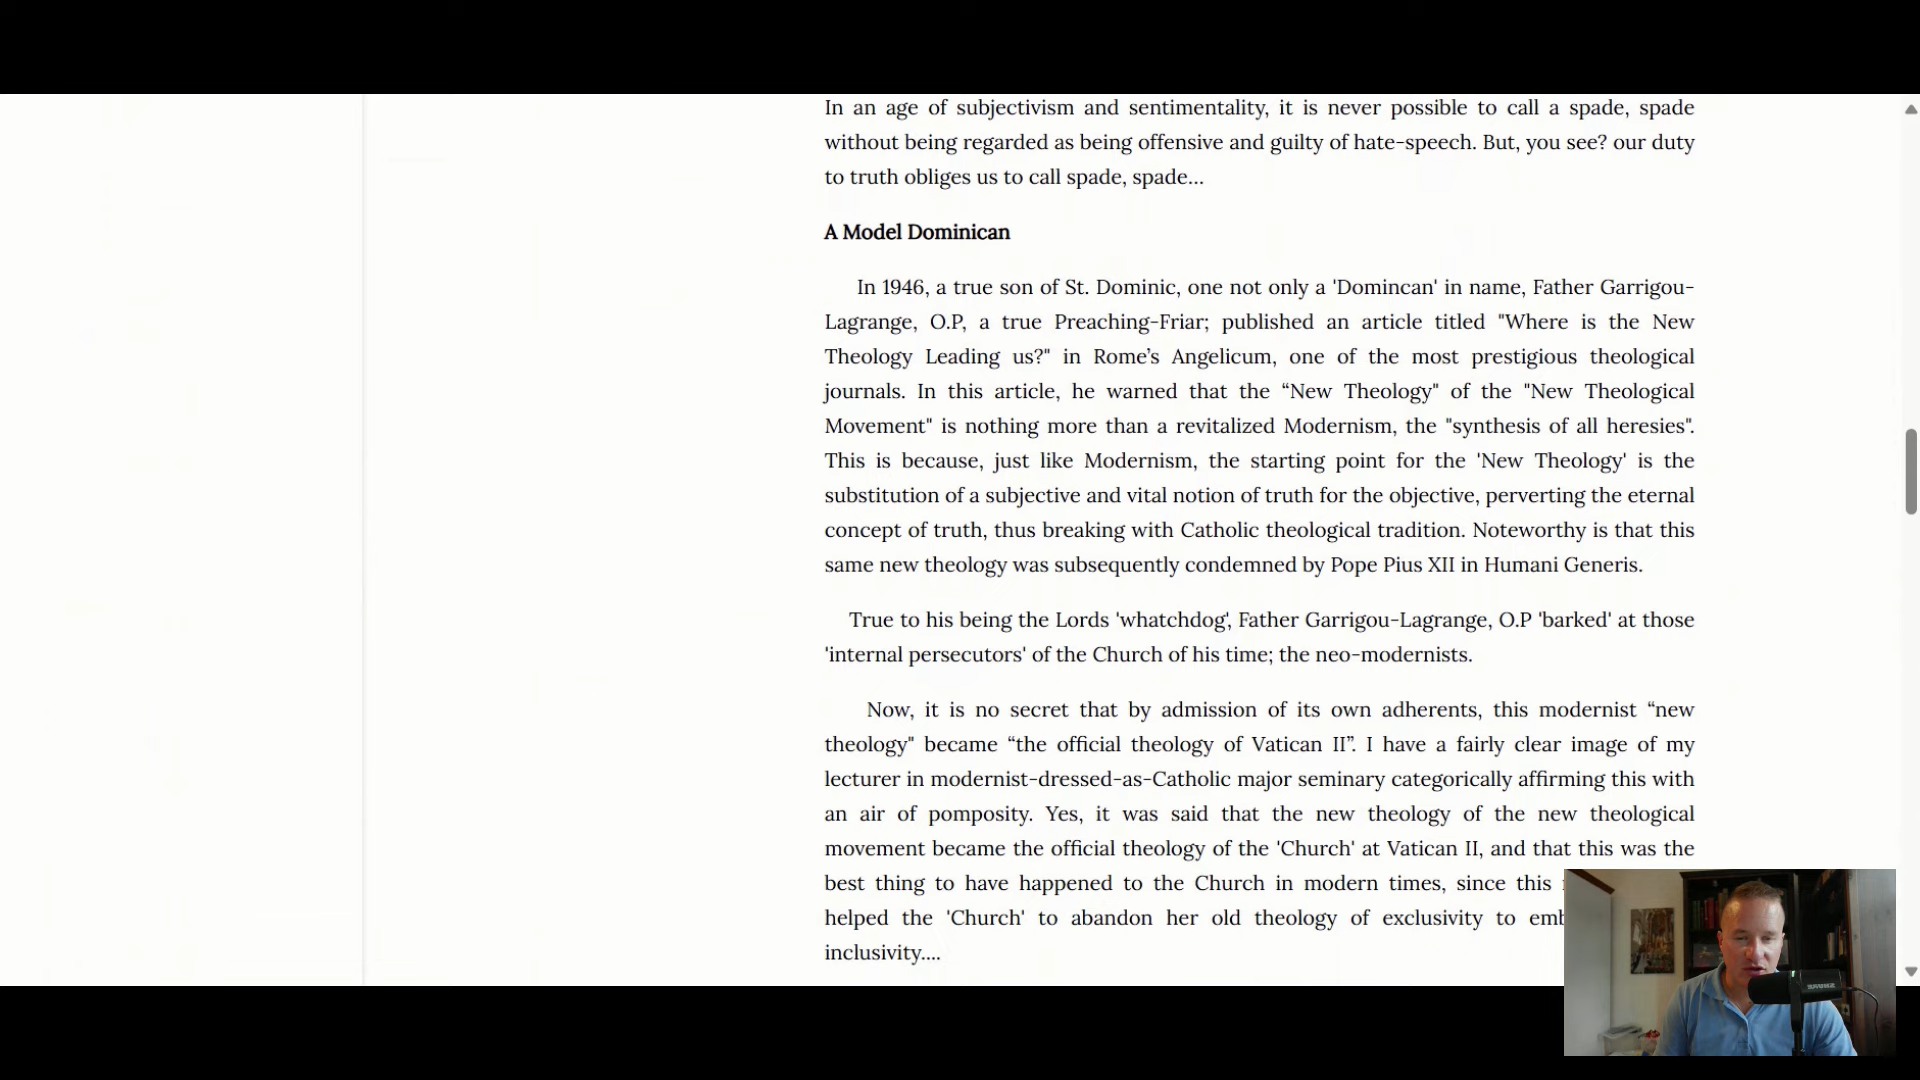 In an age of subjectivism and sentimentality, it is never possible to call a spade, spade
without being regarded as being offensive and guilty of hate-speech. But, you see? our duty
to truth obliges us to call spade, spade...
A Model Dominican
In 1946, a true son of St. Dominic, one not only a 'Domincan' in name, Father Garrigou-
Lagrange, O.P, a true Preaching-Friar; published an article titled "Where is the New
Theology Leading us?" in Rome’s Angelicum, one of the most prestigious theological
journals. In this article, he warned that the “New Theology" of the "New Theological
Movement" is nothing more than a revitalized Modernism, the "synthesis of all heresies".
This is because, just like Modernism, the starting point for the 'New Theology' is the
substitution of a subjective and vital notion of truth for the objective, perverting the eternal
concept of truth, thus breaking with Catholic theological tradition. Noteworthy is that this
same new theology was subsequently condemned by Pope Pius XII in Humani Generis.
True to his being the Lords 'whatchdog', Father Garrigou-Lagrange, O.P 'barked' at those
'internal persecutors' of the Church of his time; the neo-modernists.
Now, it is no secret that by admission of its own adherents, this modernist “new
theology" became “the official theology of Vatican II”. I have a fairly clear image of my
lecturer in modernist-dressed-as-Catholic major seminary categorically affirming this with
an air of pomposity. Yes, it was said that the new theology of the new theological
movement became the official theology of the 'Church' at Vatican II, and that this was the
best thing to have happened to the Church in modern times, since this
helped the 'Church' to abandon her old theology of exclusivity to
inclusivity....